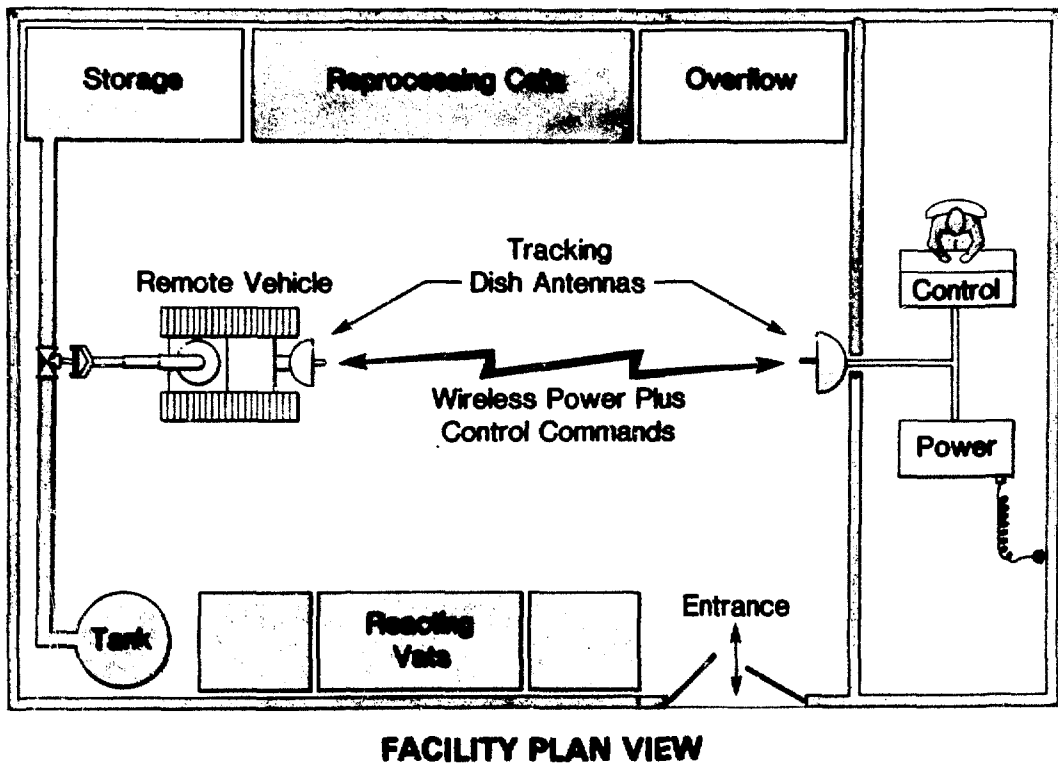 Storage
Reprocessing Cells
Overflow
Tracking
Dish Antennas
Remote Vehicle
Control
Wireless Power Plus
Control Commands
Power
Entrance
Tank
Reacting
Vats
FACILITY PLAN VIEW